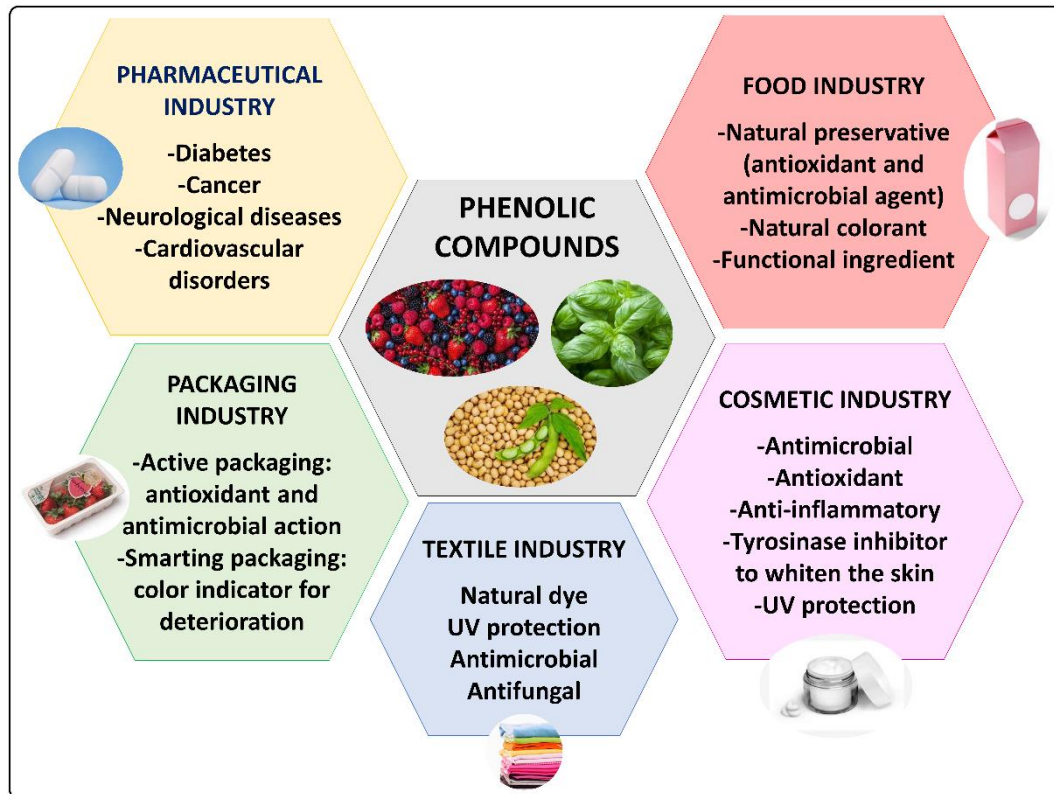 PHARMACEUTICAL
INDUSTRY
-Diabetes
-Cancer
-Neurological diseases
-Cardiovascular
disorders
FOOD INDUSTRY
-Natural preservative
(antioxidant and
antimicrobial agent)
-Natural colorant
-Functional ingredient
PHENOLIC
COMPOUNDS
PACKAGING
INDUSTRY
-Active packaging:
antioxidant and
antimicrobial action
-Smarting packaging:
color indicator for
deterioration
TEXTILE INDUSTRY
Natural dye
UV protection
Antimicrobial
Antifungal
COSMETIC INDUSTRY
-Antimicrobial
-Antioxidant
-Anti-inflammatory
-Tyrosinase inhibitor
to whiten the skin
-UV protection